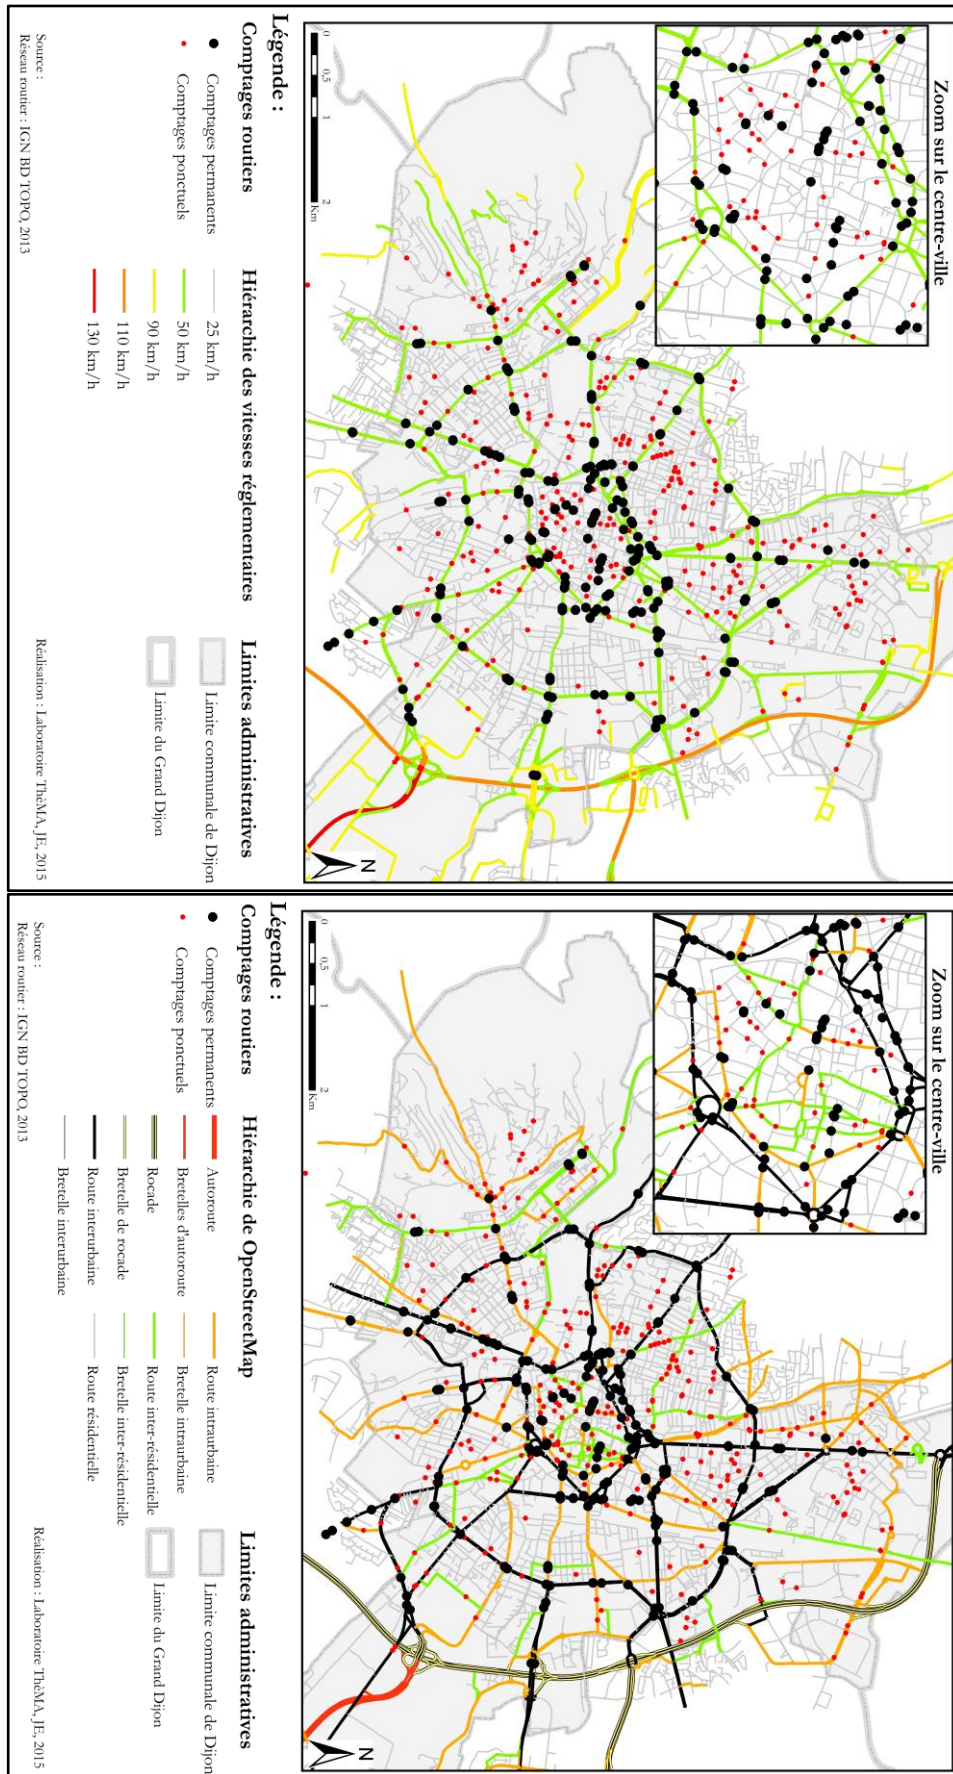 Zoom sur le centre-ville
N
0
0,5
1
2
Km
Légende :
Comptages routiers
Comptages permanents
Comptages ponctuels
Hiérarchie des vitesses réglementaires
25 km/h
50 km/h
90 km/h
110 km/h
130 km/h
Limites administratives
Limite communale de Dijon
Limite du Grand Dijon
Source :
Réseau routier : IGN BD TOPO, 2013
Réalisation : Laboratoire ThéMA, JE, 2015
Zoom sur le centre-ville
N
0
0,5
1
2
Km
Légende :
Comptages routiers
Comptages permanents
Comptages ponctuels
Hiérarchie de OpenStreetMap
Autoroute
Bretelles d'autoroute
Rocade
Bretelle de rocade
Route interurbaine
Bretelle interurbaine
Route intraurbaine
Bretelle intraurbaine
Route inter-résidentielle
Bretelle inter-résidentielle
Route résidentielle
Limites administratives
Limite communale de Dijon
Limite du Grand Dijon
Source :
Réseau routier : IGN BD TOPO, 2013
Réalisation : Laboratoire ThéMA, JE, 2015